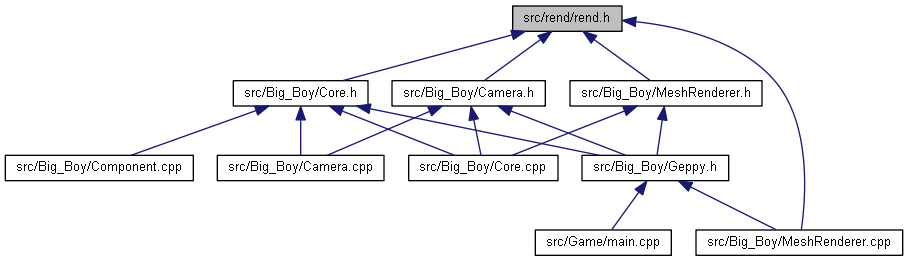 src/rend/rend.h
src/Big_Boy/Core.h
src/Big_Boy/Camera.h
src/Big_Boy/MeshRenderer.h
src/Big_Boy/Component.cpp
src/Big_Boy/Camera.cpp
src/Big_Boy/Core.cpp
src/Big_Boy/Geppy.h
src/Game/main.cpp
src/Big_Boy/MeshRenderer.cpp